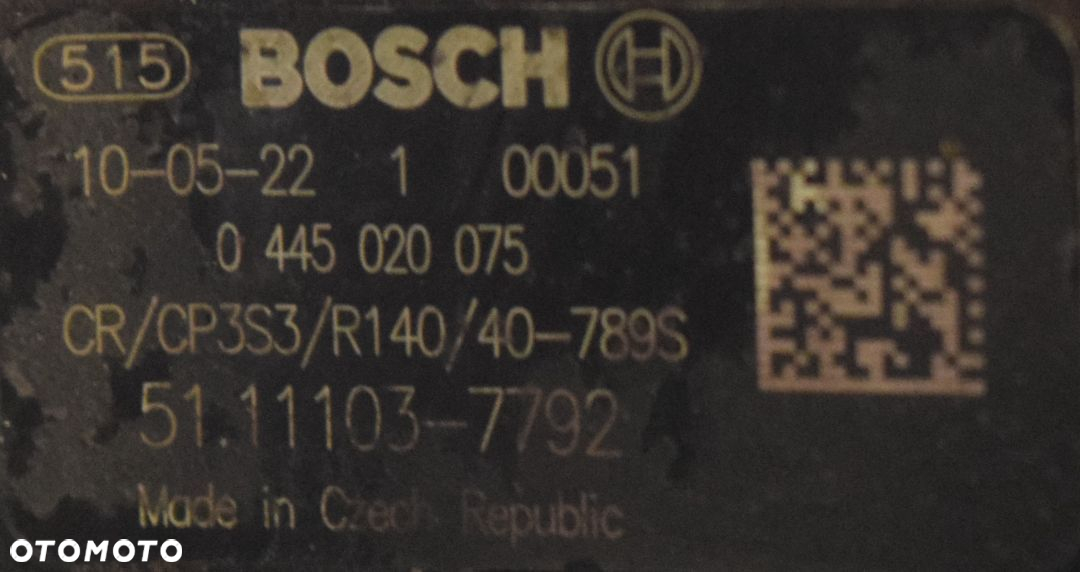 515 BOSCH
10-05-22 1 00051
0 445 020 075
CR/CP3S3/R140/40-789S
51.11103-7792
Made in Czech Republic
OTOMOTO